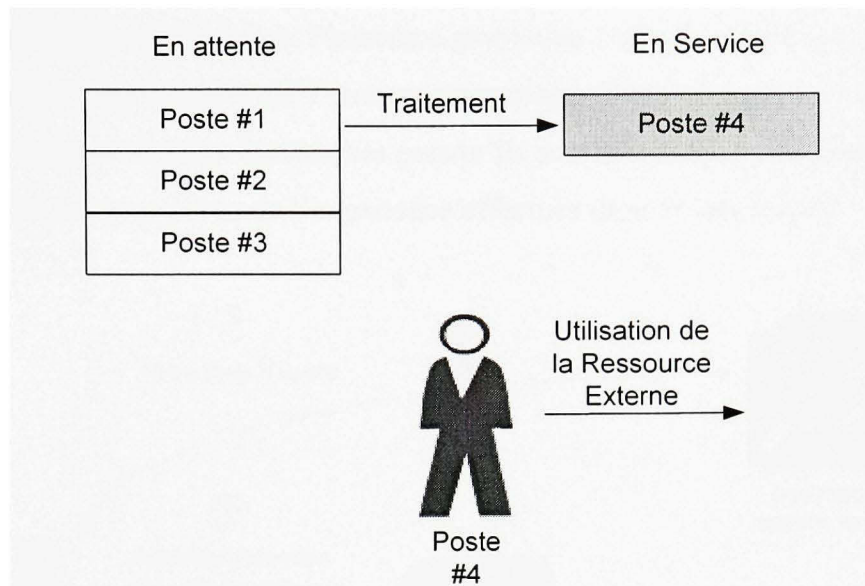 En attente
En Service
Poste #1
Traitement
Poste #4
Poste #2
Poste #3
Utilisation de
la Ressource
Externe
Poste
#4